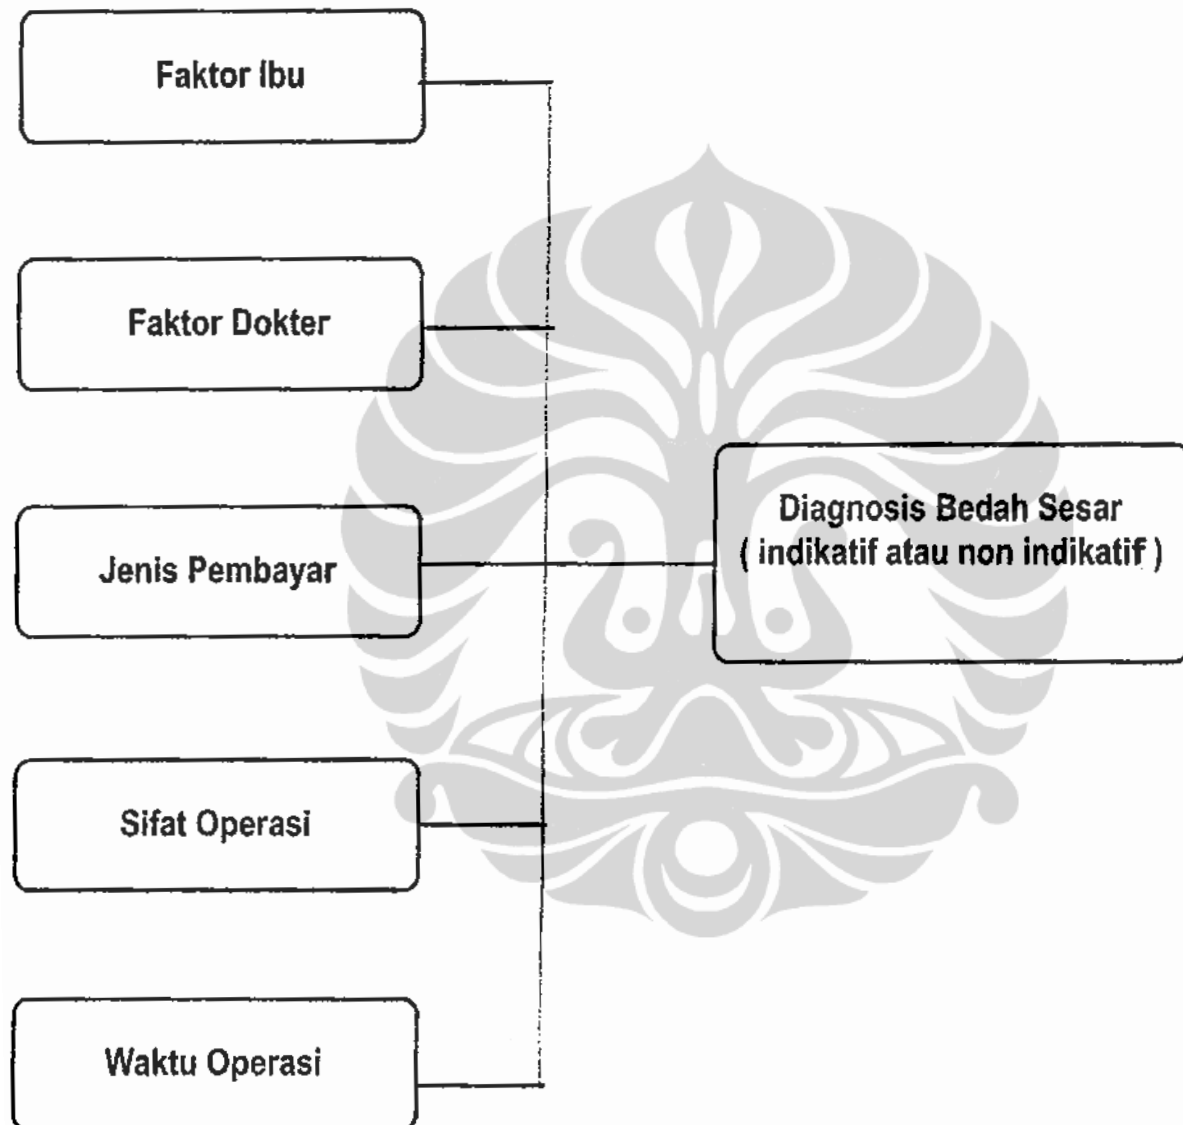 Faktor Ibu
Faktor Dokter
Jenis Pembayar
Sifat Operasi
Waktu Operasi
Diagnosis Bedah Sesar
( indikatif atau non indikatif )